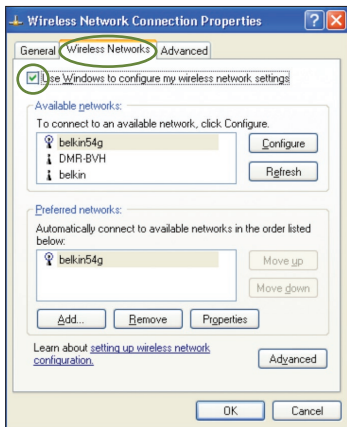 Wireless Network Connection Properties
General Wireless Networks Advanced
Use Windows to configure my wireless network settings
Available networks:
To connect to an available network, click Configure.
belkin54g
DMR-BVH
belkin
Configure
Refresh
Preferred networks:
Automatically connect to available networks in the order listed
below:
belkin54g
Move up
Move down
Add... Remove Properties
Learn about setting up wireless network
configuration.
Advanced
OK Cancel